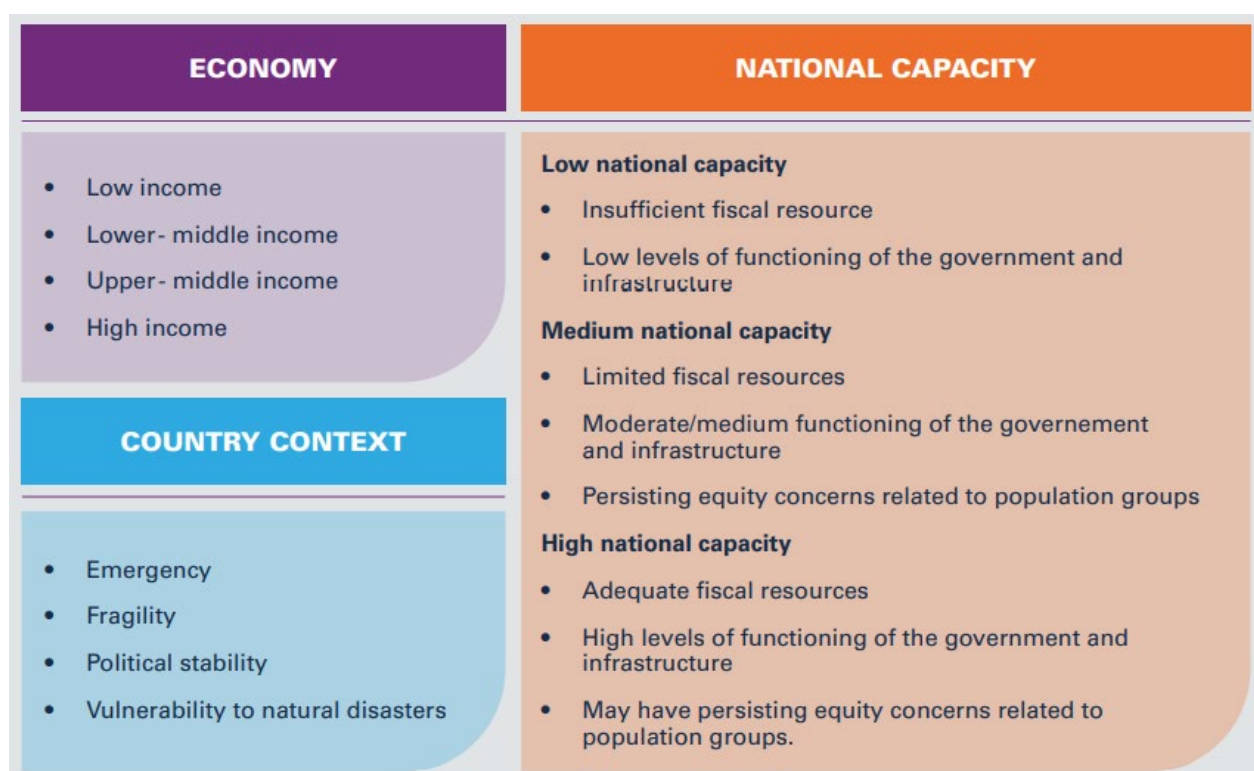 ECONOMY
• Low income
• Lower- middle income
• Upper- middle income
• High income
COUNTRY CONTEXT
• Emergency
• Fragility
• Political stability
• Vulnerability to natural disasters
NATIONAL CAPACITY
Low national capacity
• Insufficient fiscal resource
• Low levels of functioning of the government and
infrastructure
Medium national capacity
• Limited fiscal resources
• Moderate/medium functioning of the governement
and infrastructure
• Persisting equity concerns related to population groups
High national capacity
• Adequate fiscal resources
• High levels of functioning of the government and
infrastructure
• May have persisting equity concerns related to
population groups.